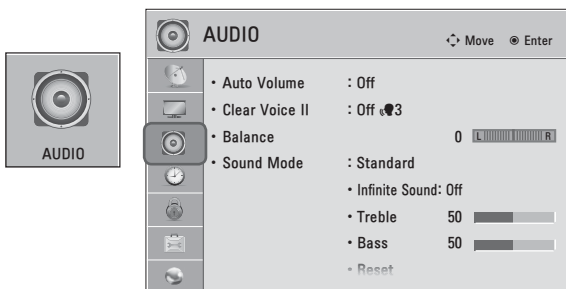 AUDIO
AUDIO
Move Enter
• Auto Volume : Off
• Clear Voice II : Off 3
• Balance 0 L R
• Sound Mode : Standard
• Infinite Sound: Off
• Treble 50
• Bass 50
• Reset